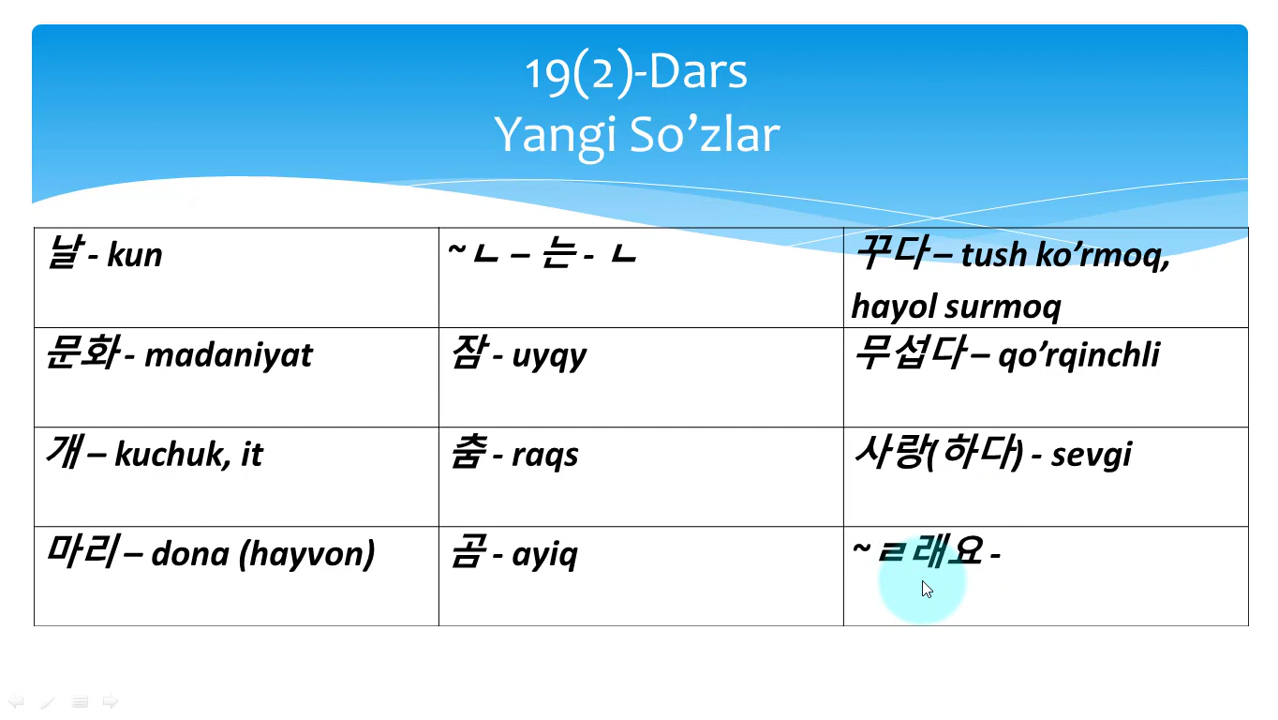 19(2)-Dars
Yangi So’zlar
날 - kun
~ㄴ – 는 - ㄴ
꾸다 – tush ko’rmoq,
hayol surmoq
문화 - madaniyat
잠 - uyqy
무섭다 – qo’rqinchli
개 – kuchuk, it
춤 - raqs
사랑(하다) - sevgi
마리 – dona (hayvon)
곰 - ayiq
~ㄹ래요 -